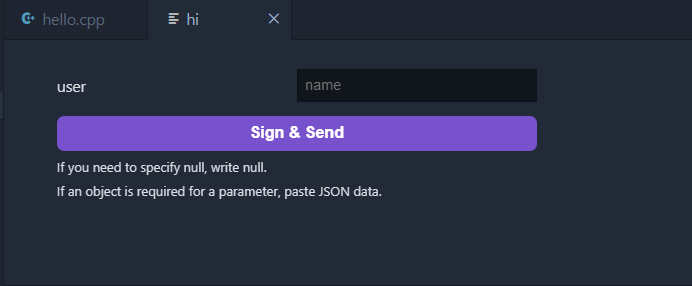 hello.cpp
hi
user
name
Sign & Send
If you need to specify null, write null.
If an object is required for a parameter, paste JSON data.